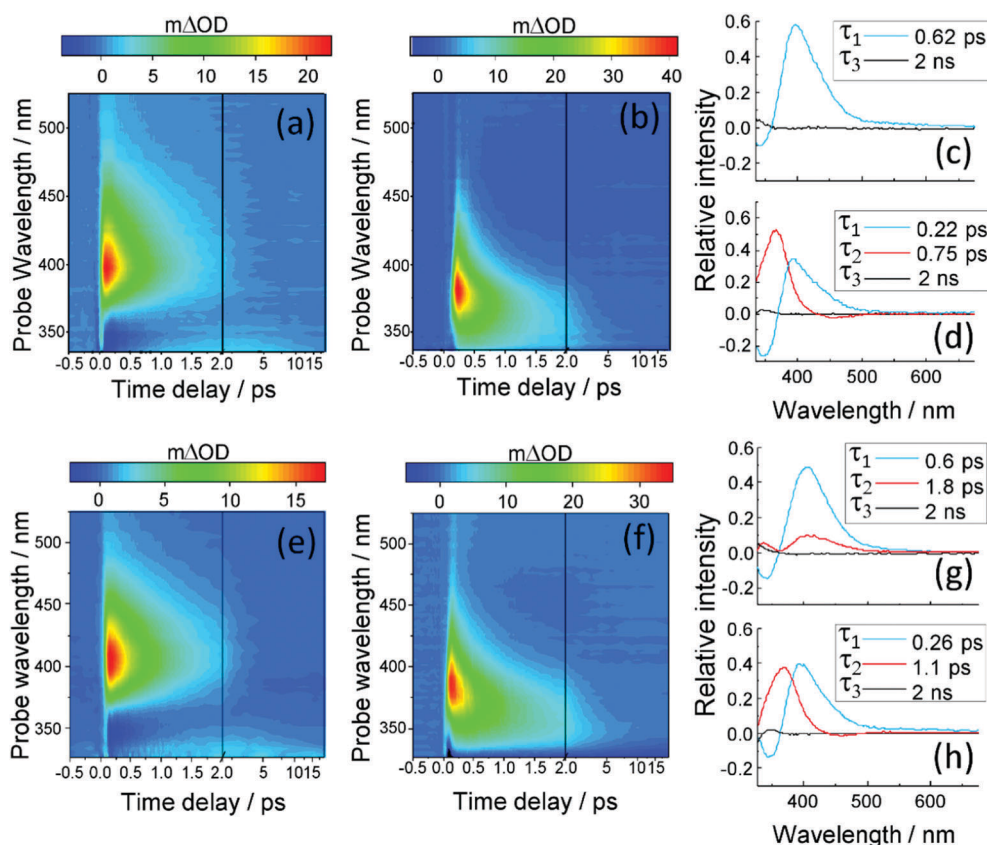 mΔOD
0 5 10 15 20
(a)
Probe Wavelength / nm
500
450
400
350
-0.5 0.0 0.5 1.0 1.5 2.0 5 1015
Time delay / ps
mΔOD
0 10 20 30 40
(b)
Probe Wavelength / nm
500
450
400
350
-0.5 0.0 0.5 1.0 1.5 2.0 5 1015
Time delay / ps
0.6
0.4
0.2
0.0
-0.2
τ1 0.62 ps
τ3 2 ns
(c)
Relative intensity
0.6
0.4
0.2
0.0
-0.2
τ1 0.22 ps
τ2 0.75 ps
τ3 2 ns
(d)
400 500 600
Wavelength / nm
mΔOD
0 5 10 15
(e)
Probe wavelength / nm
500
450
400
350
-0.5 0.0 0.5 1.0 1.5 2.0 5 1015
Time delay / ps
mΔOD
0 10 20 30
(f)
Probe wavelength / nm
500
450
400
350
-0.5 0.0 0.5 1.0 1.5 2.0 5 1015
Time delay / ps
0.6
0.4
0.2
0.0
-0.2
τ1 0.6 ps
τ2 1.8 ps
τ3 2 ns
(g)
Relative intensity
0.6
0.4
0.2
0.0
-0.2
τ1 0.26 ps
τ2 1.1 ps
τ3 2 ns
(h)
400 500 600
Wavelength / nm